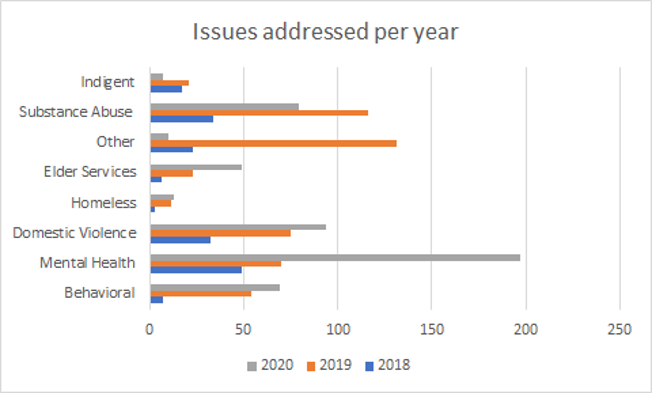 Issues addressed per year
Indigent
Substance Abuse
Other
Elder Services
Homeless
Domestic Violence
Mental Health
Behavioral
0 50 100 150 200 250
2020 2019 2018